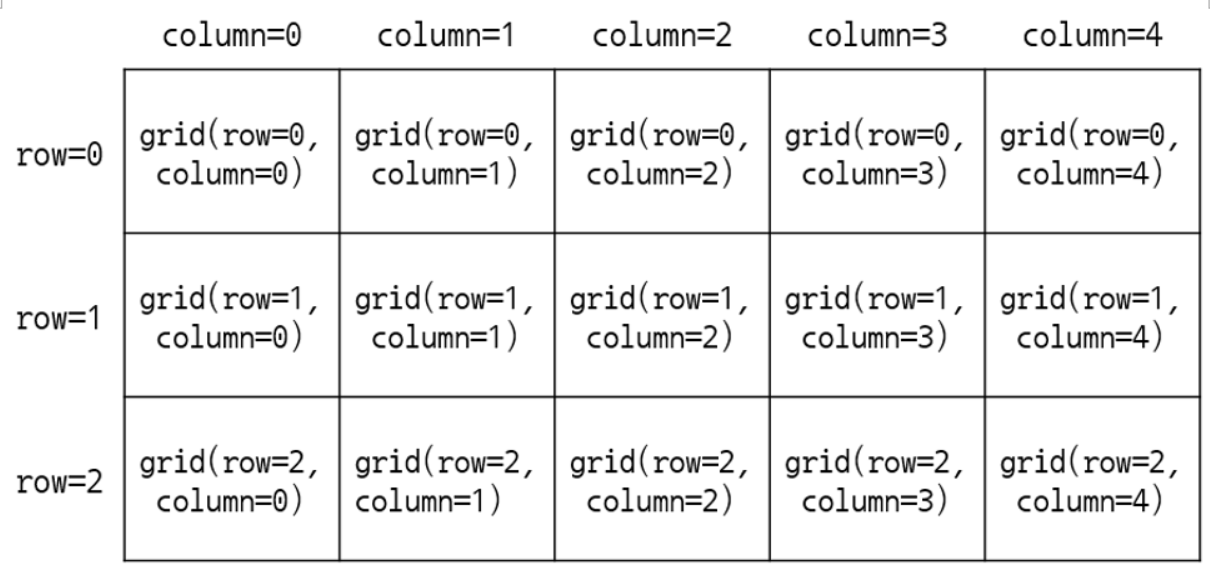 column=0 column=1 column=2 column=3 column=4
row=0
grid(row=0, column=0)
grid(row=0, column=1)
grid(row=0, column=2)
grid(row=0, column=3)
grid(row=0, column=4)
row=1
grid(row=1, column=0)
grid(row=1, column=1)
grid(row=1, column=2)
grid(row=1, column=3)
grid(row=1, column=4)
row=2
grid(row=2, column=0)
grid(row=2, column=1)
grid(row=2, column=2)
grid(row=2, column=3)
grid(row=2, column=4)